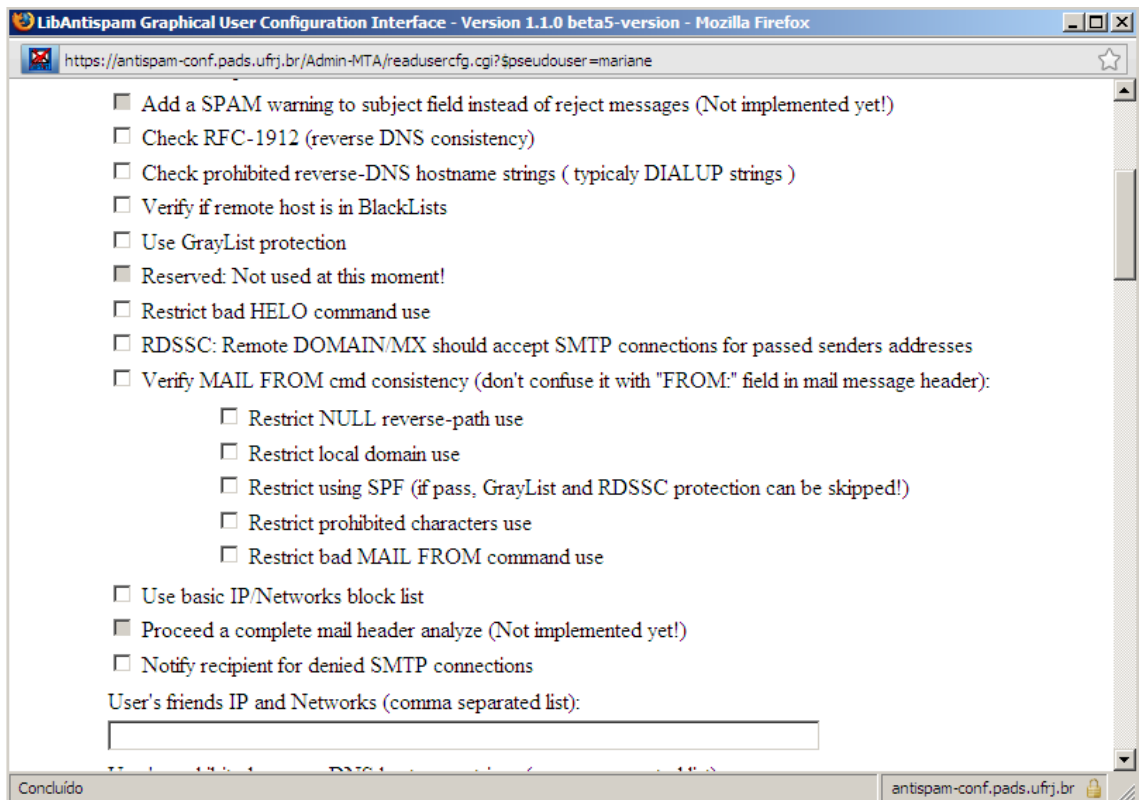 LibAntispam Graphical User Configuration Interface - Version 1.1.0 beta5-version - Mozilla Firefox
https://antispam-conf.pads.ufrj.br/Admin-MTA/readusercfg.cgi?$pseudouser=mariane
Add a SPAM warning to subject field instead of reject messages (Not implemented yet!)
Check RFC-1912 (reverse DNS consistency)
Check prohibited reverse-DNS hostname strings ( typicaly DIALUP strings )
Verify if remote host is in BlackLists
Use GrayList protection
Reserved: Not used at this moment!
Restrict bad HELO command use
RDSSC: Remote DOMAIN/MX should accept SMTP connections for passed senders addresses
Verify MAIL FROM cmd consistency (don't confuse it with "FROM:" field in mail message header):
Restrict NULL reverse-path use
Restrict local domain use
Restrict using SPF (if pass, GrayList and RDSSC protection can be skipped!)
Restrict prohibited characters use
Restrict bad MAIL FROM command use
Use basic IP/Networks block list
Proceed a complete mail header analyze (Not implemented yet!)
Notify recipient for denied SMTP connections
User's friends IP and Networks (comma separated list):
Concluído
antispam-conf.pads.ufrj.br